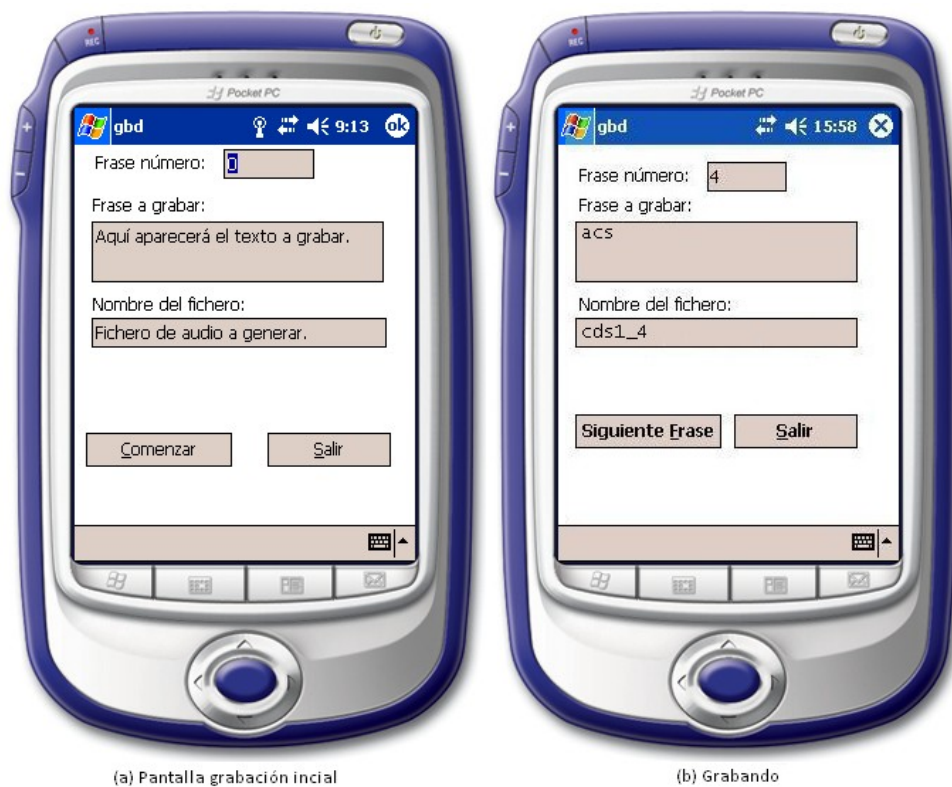 REC
Pocket PC
gbd 9:13 ok
Frase número: 0
Frase a grabar:
Aquí aparecerá el texto a grabar.
Nombre del fichero:
Fichero de audio a generar.
Comenzar Salir
(a) Pantalla grabación incial
REC
Pocket PC
gbd 15:58
Frase número: 4
Frase a grabar:
acs
Nombre del fichero:
cds1_4
Siguiente Frase Salir
(b) Grabando